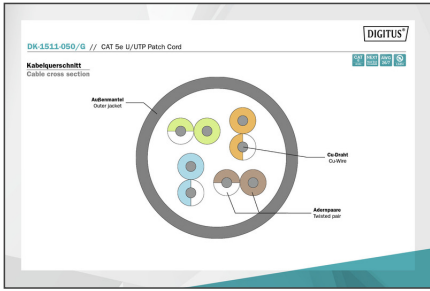 DIGITUS®
DK-1511-050/G // CAT 5e U/UTP Patch Cord
Kabelquerschnitt
Cable cross section
Außenmantel
Outer jacket
Cu-Draht
Cu-Wire
Adernpaare
Twisted pair